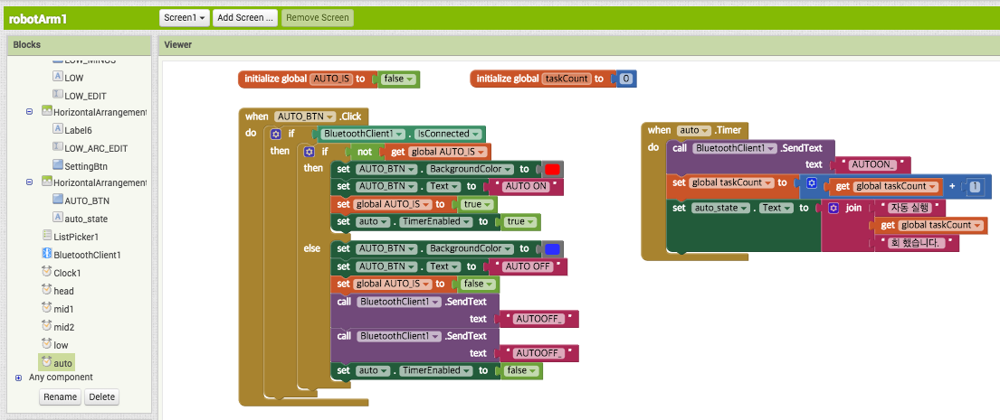 robotArm1
Screen1 Add Screen ... Remove Screen
Blocks
Viewer
LOW_MINUS
LOW
LOW_EDIT
HorizontalArrangement
Label6
LOW_ARC_EDIT
SettingBtn
HorizontalArrangement
AUTO_BTN
auto_state
ListPicker1
BluetoothClient1
Clock1
head
mid1
mid2
low
auto
Any component
Rename Delete
initialize global AUTO_IS to false
initialize global taskCount to 0
when AUTO_BTN .Click
do if BluetoothClient1 . IsConnected
then if not get global AUTO_IS
then set AUTO_BTN . BackgroundColor to
set AUTO_BTN . Text to " AUTO ON "
set global AUTO_IS to true
set auto . TimerEnabled to true
else set AUTO_BTN . BackgroundColor to
set AUTO_BTN . Text to " AUTO OFF "
set global AUTO_IS to false
call BluetoothClient1 .SendText
text " AUTOOFF_ "
call BluetoothClient1 .SendText
text " AUTOOFF_ "
set auto . TimerEnabled to false
when auto .Timer
do call BluetoothClient1 .SendText
text " AUTOON_ "
set global taskCount to get global taskCount + 1
set auto_state . Text to join " 자동 실행 "
get global taskCount
" 회 했습니다. "